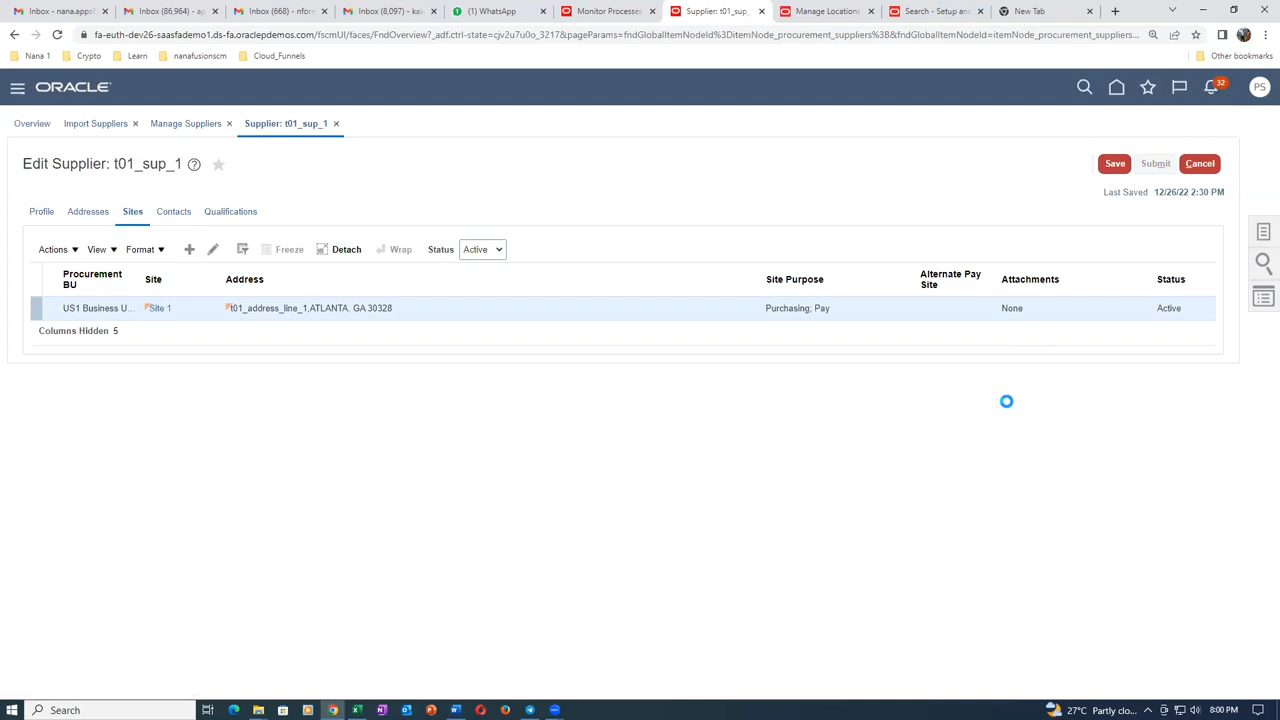 Inbox - nana.apps
Inbox (86,964) - ap
Inbox (668) - nforn
Inbox (8,097) - kas
(1) WhatsApp
Monitor Processes
Supplier: t01_sup_
Manage Locations
Search - Setup and
New Tab
fa-euth-dev26-saasfademo1.ds-fa.oraclepdemos.com/fscmUI/faces/FndOverview?_adf.ctrl-state=cjv2u7u0o_3217&pageParams=fndGlobalItemNodeId%3DitemNode_procurement_suppliers%3B&fndGlobalItemNodeId=itemNode_procurement_suppliers...
Nana 1
Crypto
Learn
nanafusionscm
Cloud_Funnels
Other bookmarks
ORACLE
32
PS
Overview
Import Suppliers
Manage Suppliers
Supplier: t01_sup_1
Edit Supplier: t01_sup_1
Save
Submit
Cancel
Last Saved 12/26/22 2:30 PM
Profile
Addresses
Sites
Contacts
Qualifications
Actions
View
Format
Freeze
Detach
Wrap
Status
Active
Procurement BU
Site
Address
Site Purpose
Alternate Pay Site
Attachments
Status
US1 Business U...
Site 1
t01_address_line_1,ATLANTA, GA 30328
Purchasing; Pay
None
Active
Columns Hidden 5
Search
27°C Partly clo...
8:00 PM